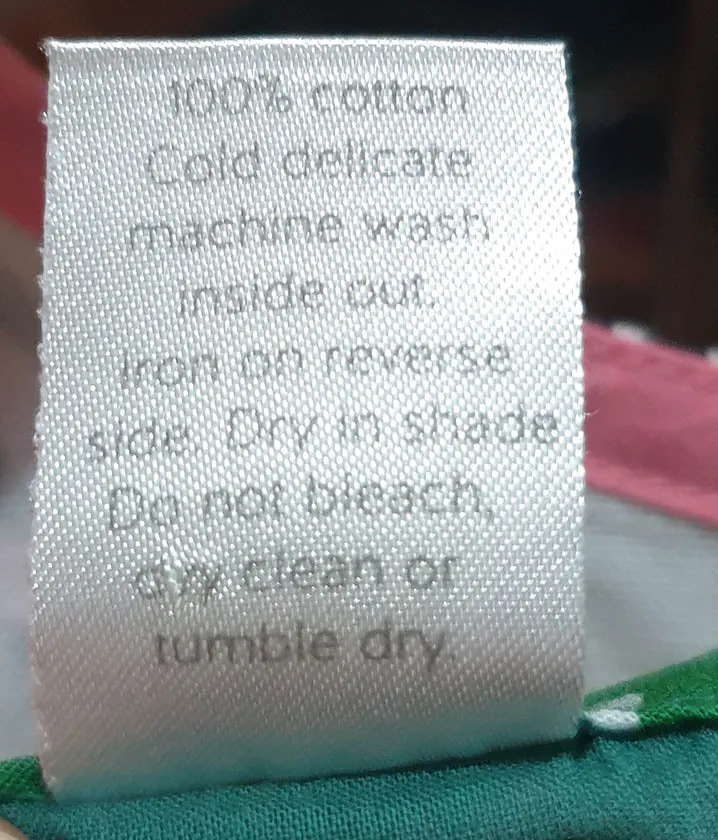 100% cotton
Cold delicate
machine wash
inside out.
Iron on reverse
side. Dry in shade
Do not bleach,
dry clean or
tumble dry.